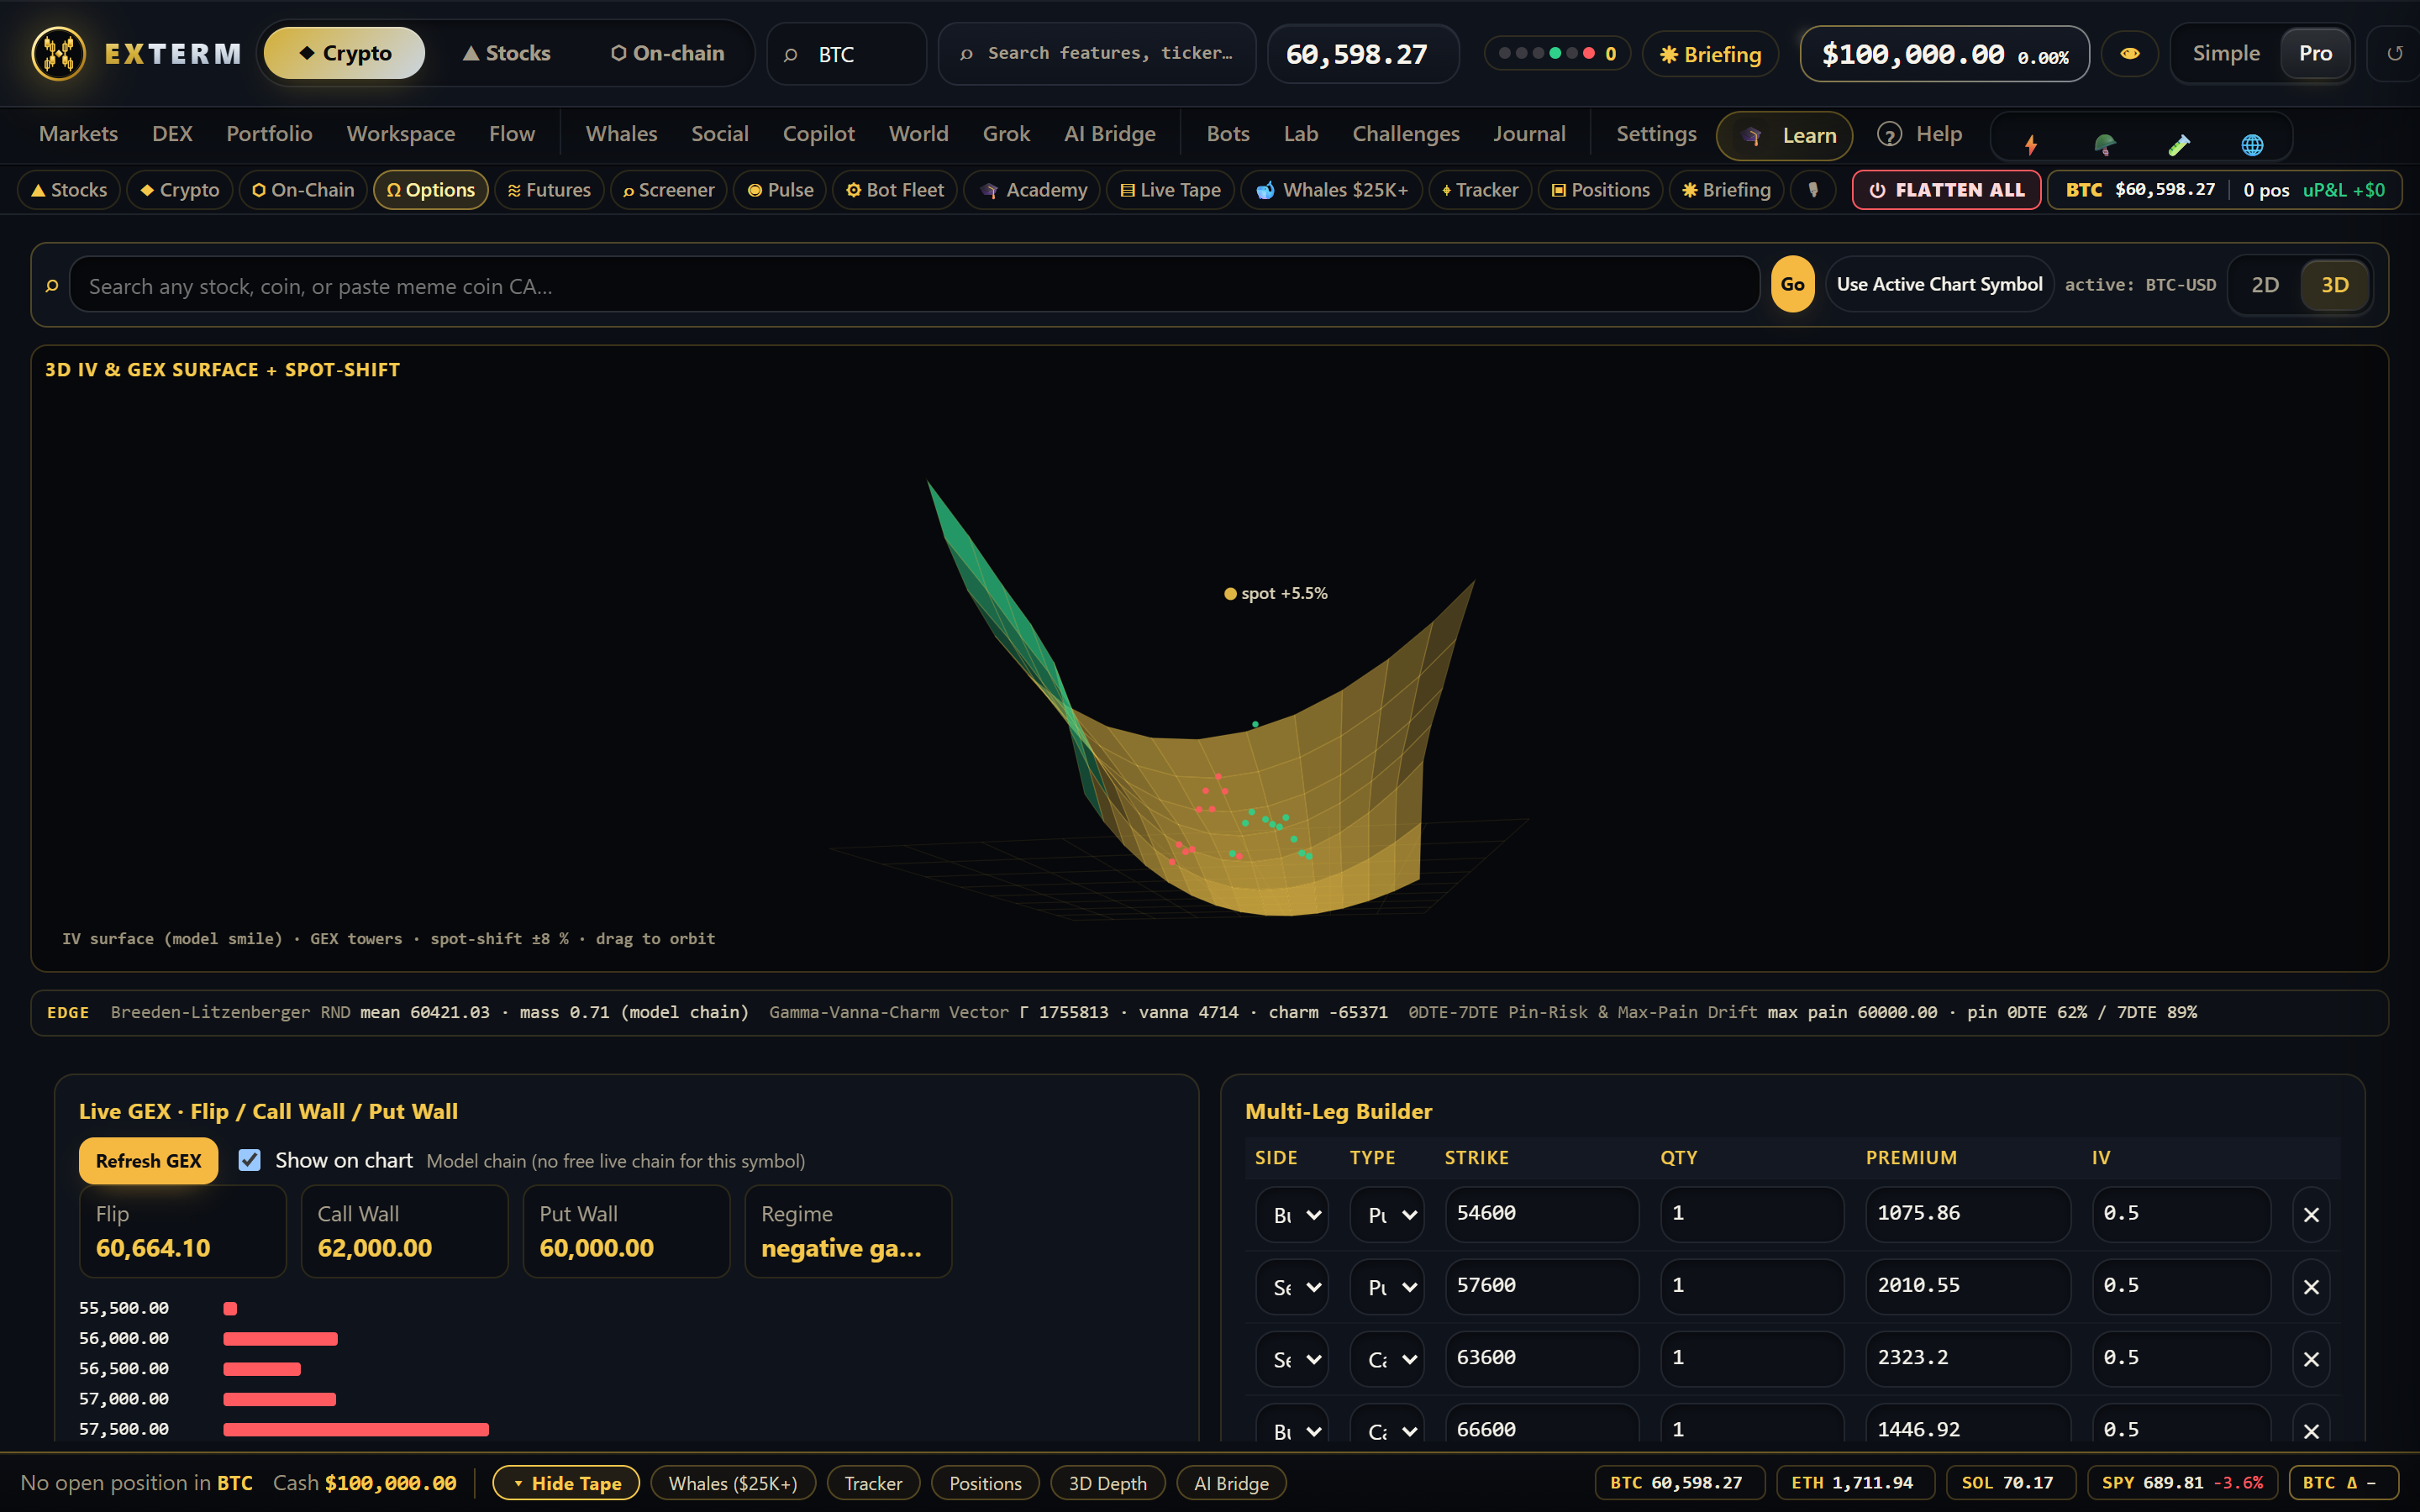 EXTERM
Crypto
Stocks
On-chain
BTC
Search features, ticker…
60,598.27
0
Briefing
$100,000.00 0.00%
Simple
Pro
Markets DEX Portfolio Workspace Flow Whales Social Copilot World Grok AI Bridge Bots Lab Challenges Journal Settings Learn Help
Stocks Crypto On-Chain Options Futures Screener Pulse Bot Fleet Academy Live Tape Whales $25K+ Tracker Positions Briefing FLATTEN ALL BTC $60,598.27 0 pos uP&L +$0
Search any stock, coin, or paste meme coin CA...
Go
Use Active Chart Symbol
active: BTC-USD
2D
3D
3D IV & GEX SURFACE + SPOT-SHIFT
spot +5.5%
IV surface (model smile) · GEX towers · spot-shift ±8 % · drag to orbit
EDGE Breeden-Litzenberger RND mean 60421.03 · mass 0.71 (model chain) Gamma-Vanna-Charm Vector Γ 1755813 · vanna 4714 · charm -65371 0DTE-7DTE Pin-Risk & Max-Pain Drift max pain 60000.00 · pin 0DTE 62% / 7DTE 89%
Live GEX · Flip / Call Wall / Put Wall
Refresh GEX Show on chart Model chain (no free live chain for this symbol)
Flip Call Wall Put Wall Regime
60,664.10 62,000.00 60,000.00 negative ga…
55,500.00
56,000.00
56,500.00
57,000.00
57,500.00
Multi-Leg Builder
SIDE TYPE STRIKE QTY PREMIUM IV
54600 1 1075.86 0.5
57600 1 2010.55 0.5
63600 1 2323.2 0.5
66600 1 1446.92 0.5
No open position in BTC Cash $100,000.00 Hide Tape Whales ($25K+) Tracker Positions 3D Depth AI Bridge BTC 60,598.27 ETH 1,711.94 SOL 70.17 SPY 689.81 -3.6% BTC Δ –